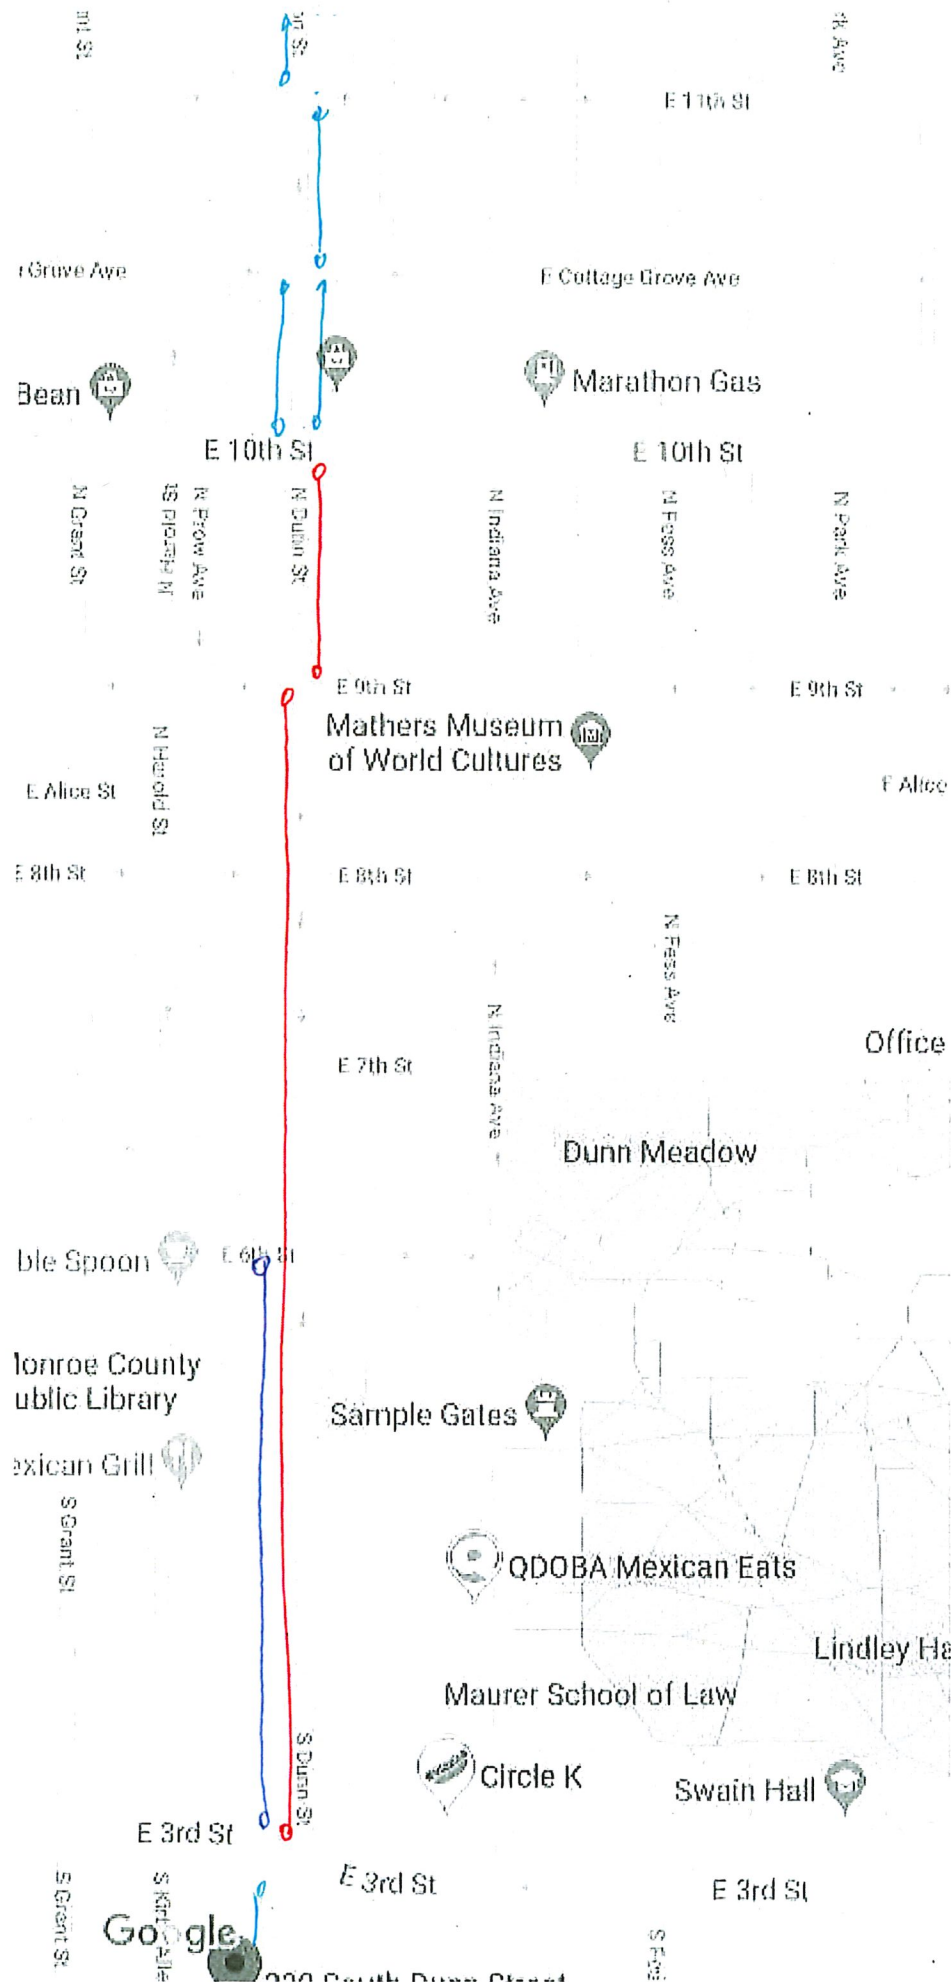 E 11th St
E Cottage Grove Ave
Bean
Marathon Gas
E 10th St
E 10th St
N Grant St
N Prow Ave
N Dunn St
N Indiana Ave
N Fess Ave
N Park Ave
E 9th St
E 9th St
Mathers Museum
of World Cultures
N Harold St
E Alice St
E Alice
E 8th St
E 8th St
E 8th St
N Fess Ave
N Indiana Ave
Office
E 7th St
Dunn Meadow
ble Spoon
E 6th St
Monroe County
ublic Library
Sample Gates
exican Grill
S Grant St
QDOBA Mexican Eats
Lindley Ha
Maurer School of Law
S Dunn St
Circle K
Swain Hall
E 3rd St
E 3rd St
E 3rd St
S Grant St
Google